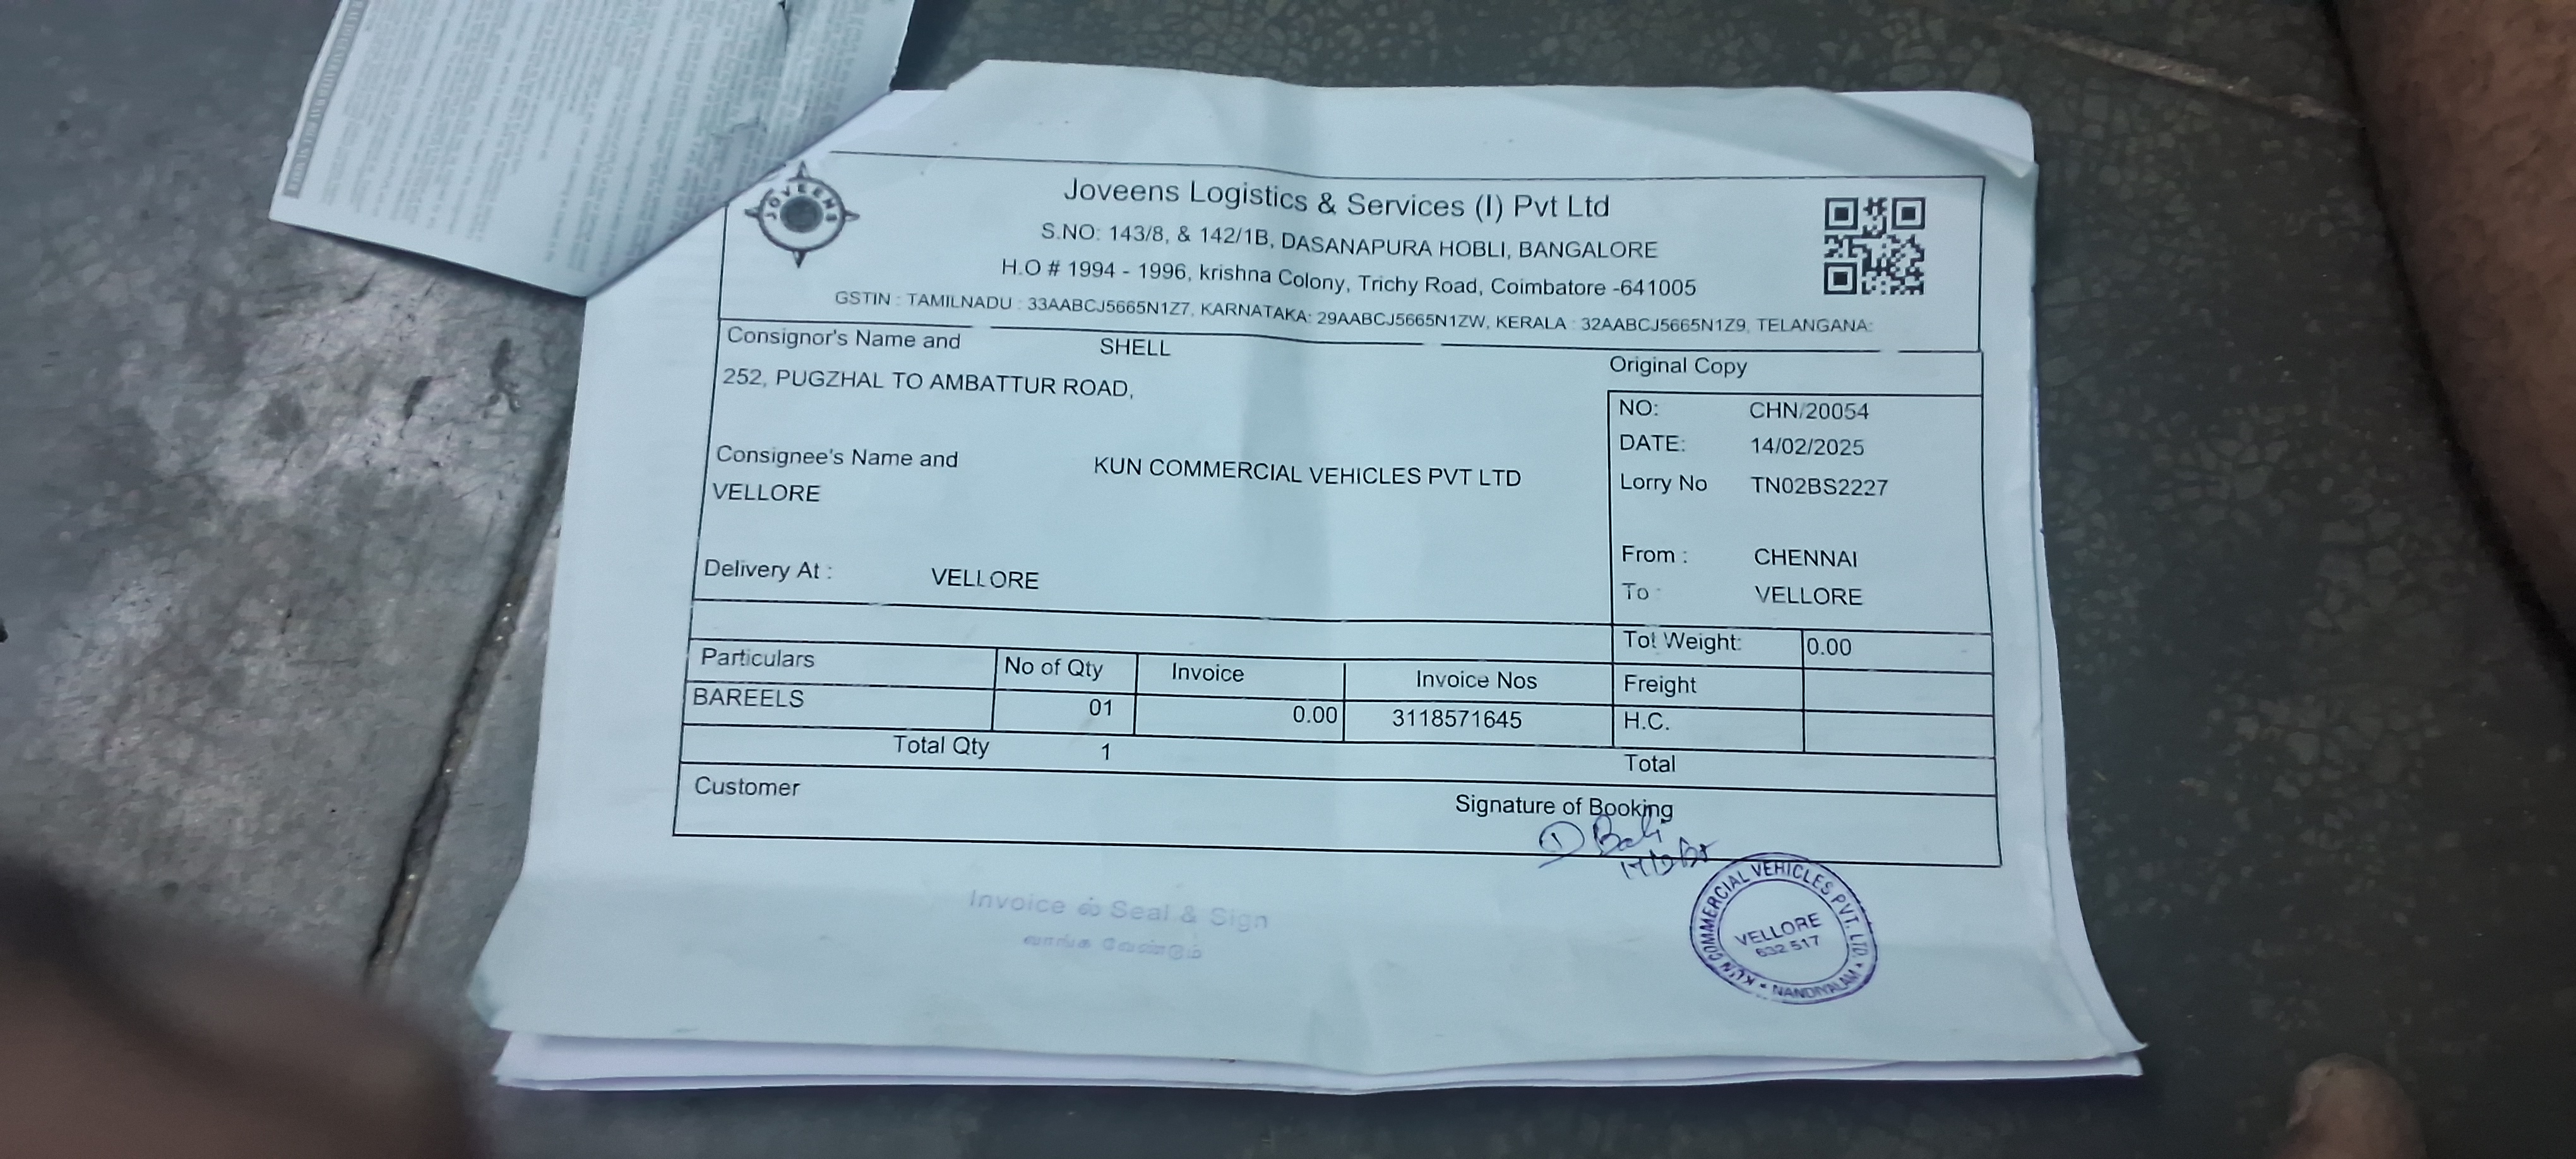 JOVEENS
Joveens Logistics & Services (I) Pvt Ltd
S.NO: 143/8, & 142/1B, DASANAPURA HOBLI, BANGALORE
H.O # 1994 - 1996, krishna Colony, Trichy Road, Coimbatore -641005
GSTIN : TAMILNADU : 33AABCJ5665N1Z7, KARNATAKA: 29AABCJ5665N1ZW, KERALA : 32AABCJ5665N1Z9, TELANGANA:
Consignor's Name and SHELL
252, PUGZHAL TO AMBATTUR ROAD,
Consignee's Name and KUN COMMERCIAL VEHICLES PVT LTD
VELLORE
Delivery At : VELLORE
Original Copy
NO: CHN/20054
DATE: 14/02/2025
Lorry No TN02BS2227
From : CHENNAI
To : VELLORE
Tot Weight: 0.00
Particulars No of Qty Invoice Invoice Nos Freight
BAREELS 01 0.00 3118571645 H.C.
Total Qty 1 Total
Customer Signature of Booking
Invoice ல் Seal & Sign
வாங்க வேண்டும்
KUN COMMERCIAL VEHICLES PVT. LTD. * NANDIYALAM *
VELLORE
632 517